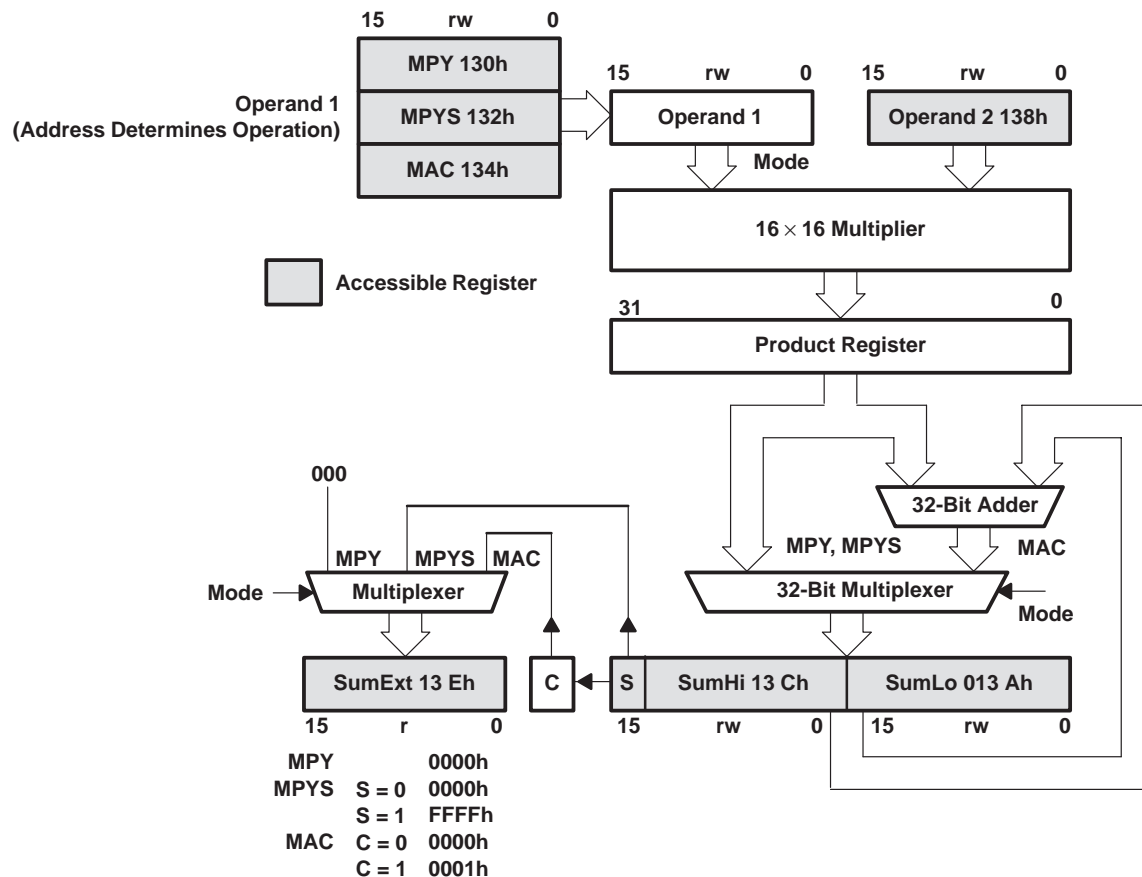 15 rw 0
MPY 130h
MPYS 132h
MAC 134h
Operand 1
(Address Determines Operation)
15 rw 0
Operand 1
15 rw 0
Operand 2 138h
Mode
16 × 16 Multiplier
Accessible Register
31 0
Product Register
000
32-Bit Adder
MPY MPYS MAC
MPY, MPYS MAC
Mode
Multiplexer
32-Bit Multiplexer
Mode
SumExt 13 Eh
C
S
SumHi 13 Ch
SumLo 013 Ah
15 r 0
15 rw 0
15 rw 0
MPY 0000h
MPYS S = 0 0000h
S = 1 FFFFh
MAC C = 0 0000h
C = 1 0001h